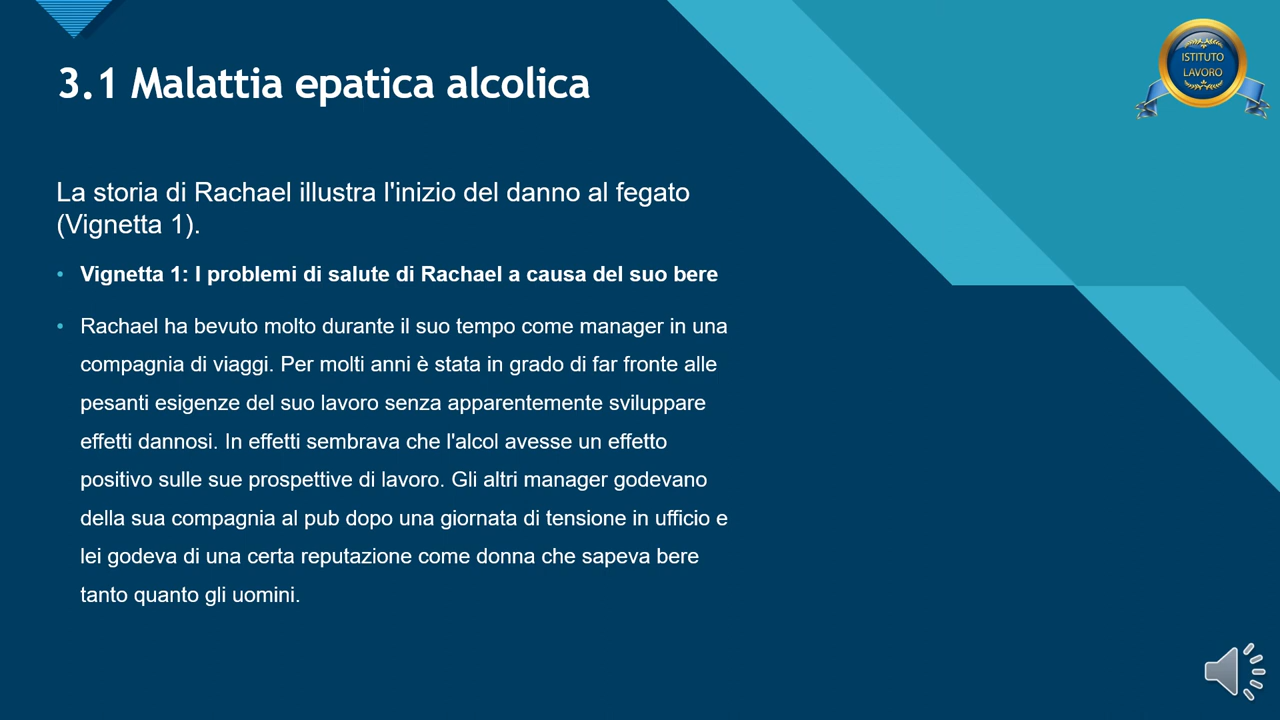 ISTITUTO
LAVORO
3.1 Malattia epatica alcolica
La storia di Rachael illustra l'inizio del danno al fegato
(Vignetta 1).
• Vignetta 1: I problemi di salute di Rachael a causa del suo bere
• Rachael ha bevuto molto durante il suo tempo come manager in una
compagnia di viaggi. Per molti anni è stata in grado di far fronte alle
pesanti esigenze del suo lavoro senza apparentemente sviluppare
effetti dannosi. In effetti sembrava che l'alcol avesse un effetto
positivo sulle sue prospettive di lavoro. Gli altri manager godevano
della sua compagnia al pub dopo una giornata di tensione in ufficio e
lei godeva di una certa reputazione come donna che sapeva bere
tanto quanto gli uomini.